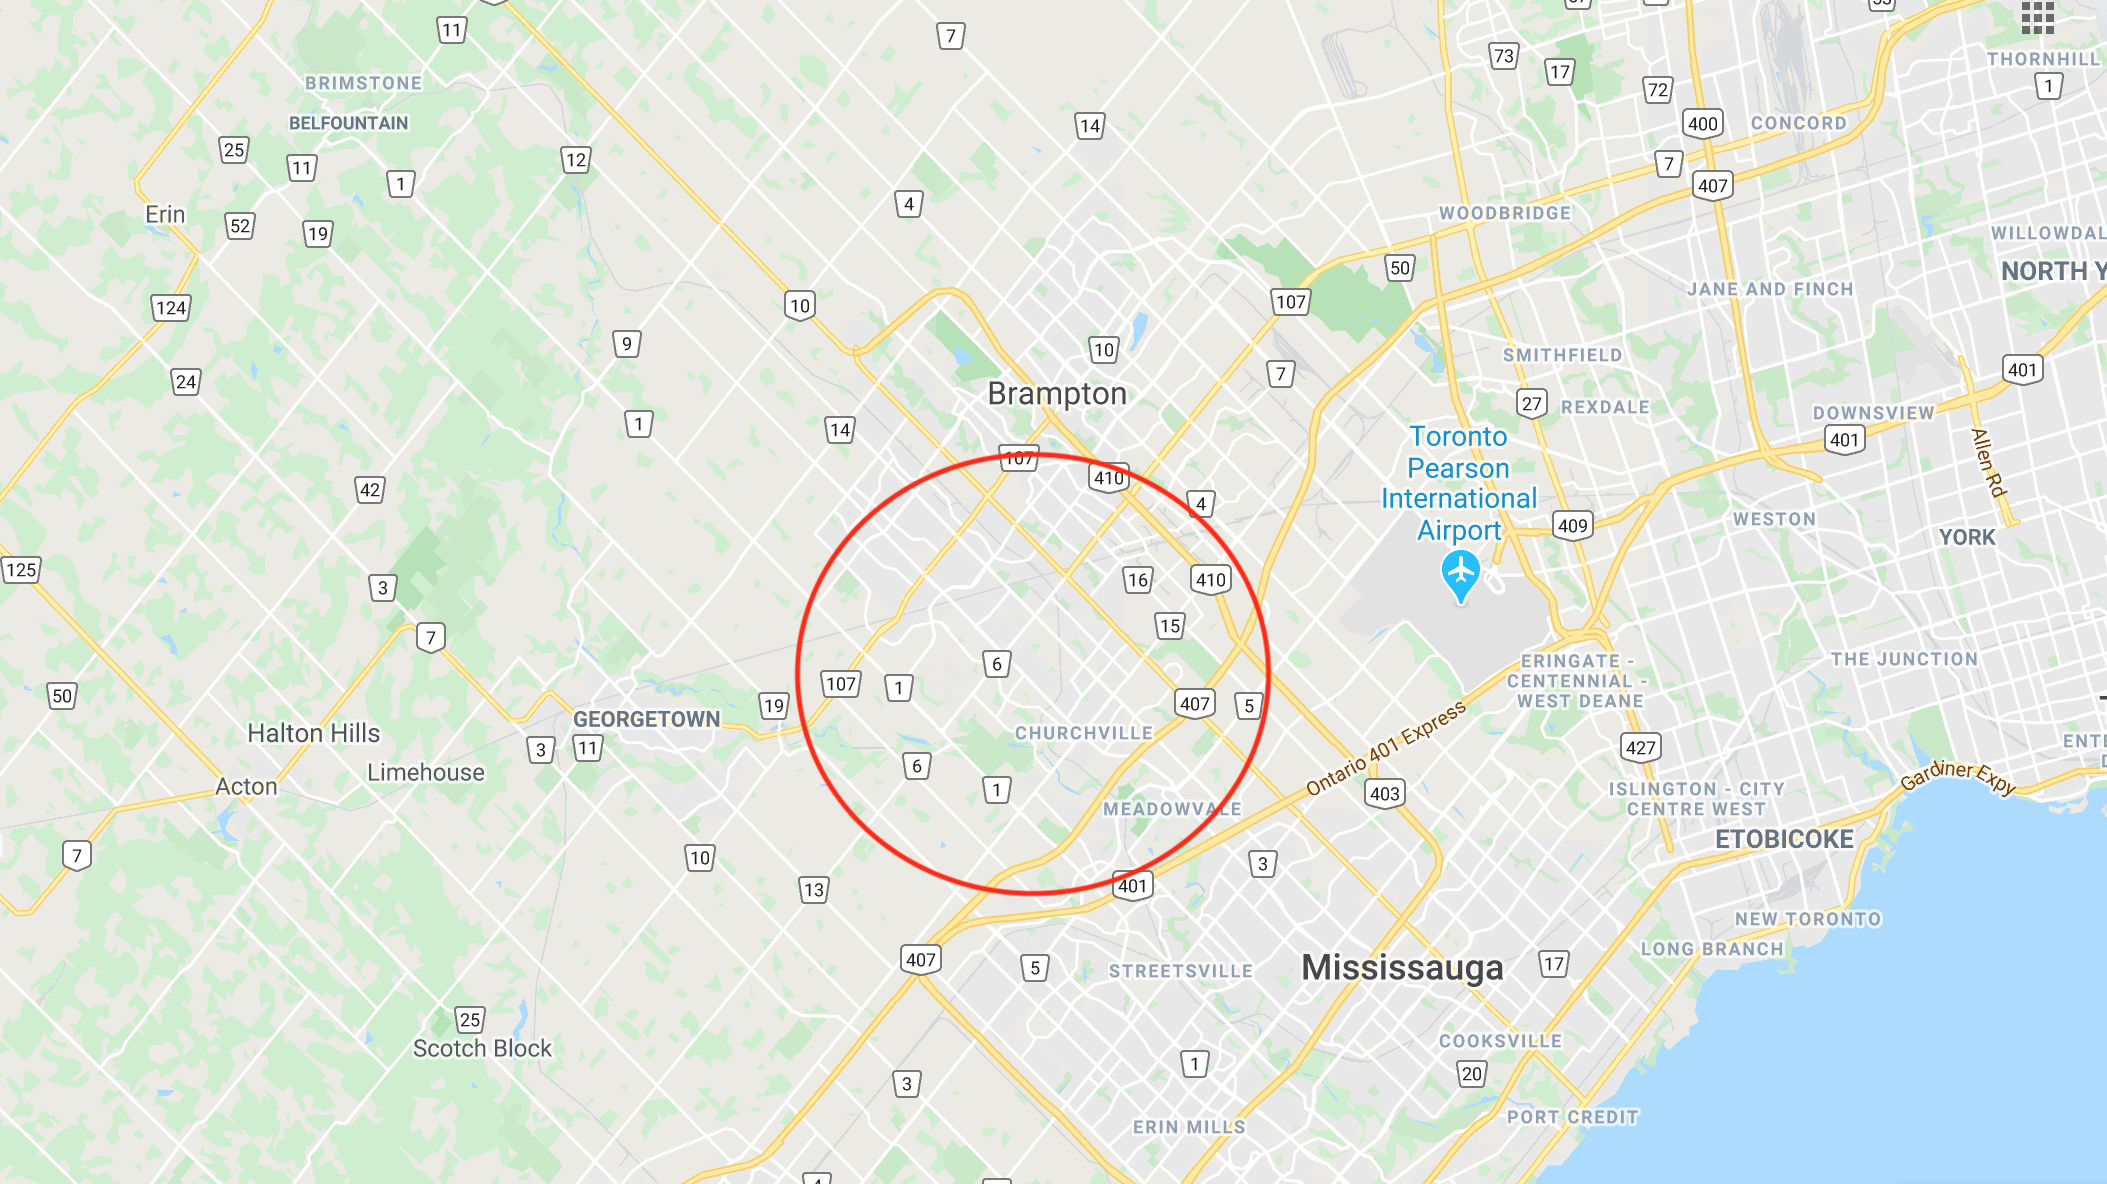 11
7
73
17
72
THORNHILL
1
BRIMSTONE
BELFOUNTAIN
14
400
CONCORD
25
11
12
7
1
407
4
Erin
52
19
WOODBRIDGE
WILLOWDAL
50
NORTH Y
JANE AND FINCH
124
10
107
9
10
SMITHFIELD
401
24
7
Brampton
27
REXDALE
DOWNSVIEW
1
14
401
Toronto
Pearson
International
Airport
107
410
Allen Rd
42
4
WESTON
409
YORK
125
3
16
410
7
15
6
ERINGATE -
CENTENNIAL -
WEST DEANE
THE JUNCTION
50
107
1
19
407
5
GEORGETOWN
Halton Hills
CHURCHVILLE
Ontario 401 Express
427
ENTE
3
11
Limehouse
Acton
6
1
403
Gardiner Expy
MEADOWVALE
ISLINGTON - CITY
CENTRE WEST
ETOBICOKE
7
10
3
13
401
NEW TORONTO
407
5
STREETSVILLE
Mississauga
17
LONG BRANCH
25
Scotch Block
COOKSVILLE
1
20
3
ERIN MILLS
PORT CREDIT